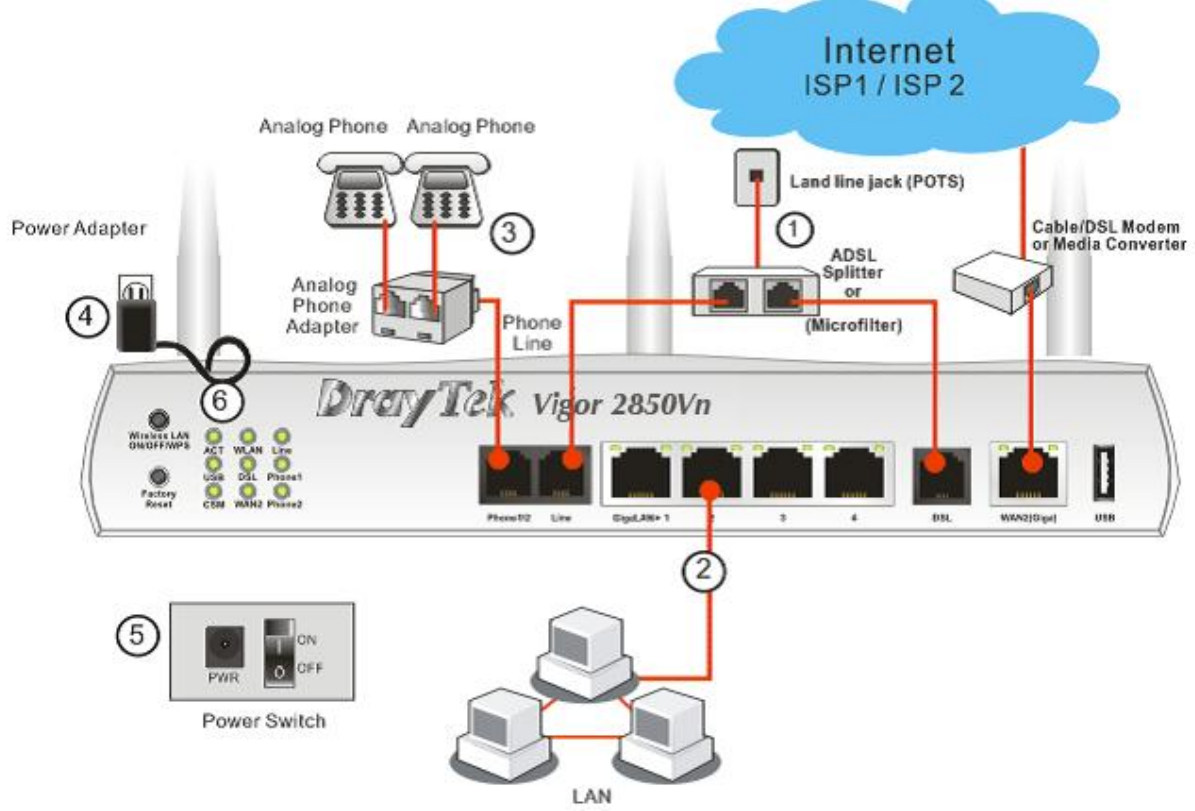 Internet
ISP1 / ISP 2
Analog Phone
Analog Phone
Land line jack (POTS)
1
3
Power Adapter
Cable/DSL Modem
or Media Converter
ADSL
Splitter
or
(Microfilter)
Analog
Phone
Adapter
4
Phone
Line
6
DrayTek Vigor 2850Vn
Wireless LAN
ON/OFF/WPS
ACT WLAN Line
USB DSL Phone1
CSM WAN2 Phone2
Factory
Reset
Phone1/2 Line GigaLAN 1 2 3 4 DSL WAN2(Giga) USB
2
5
PWR
ON
OFF
Power Switch
LAN